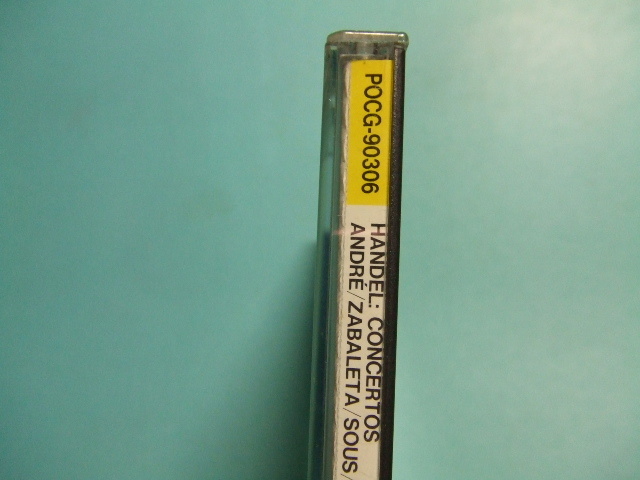 POCG-90306
HANDEL: CONCERTOS
ANDRÉ/ZABALETA/SOUS/